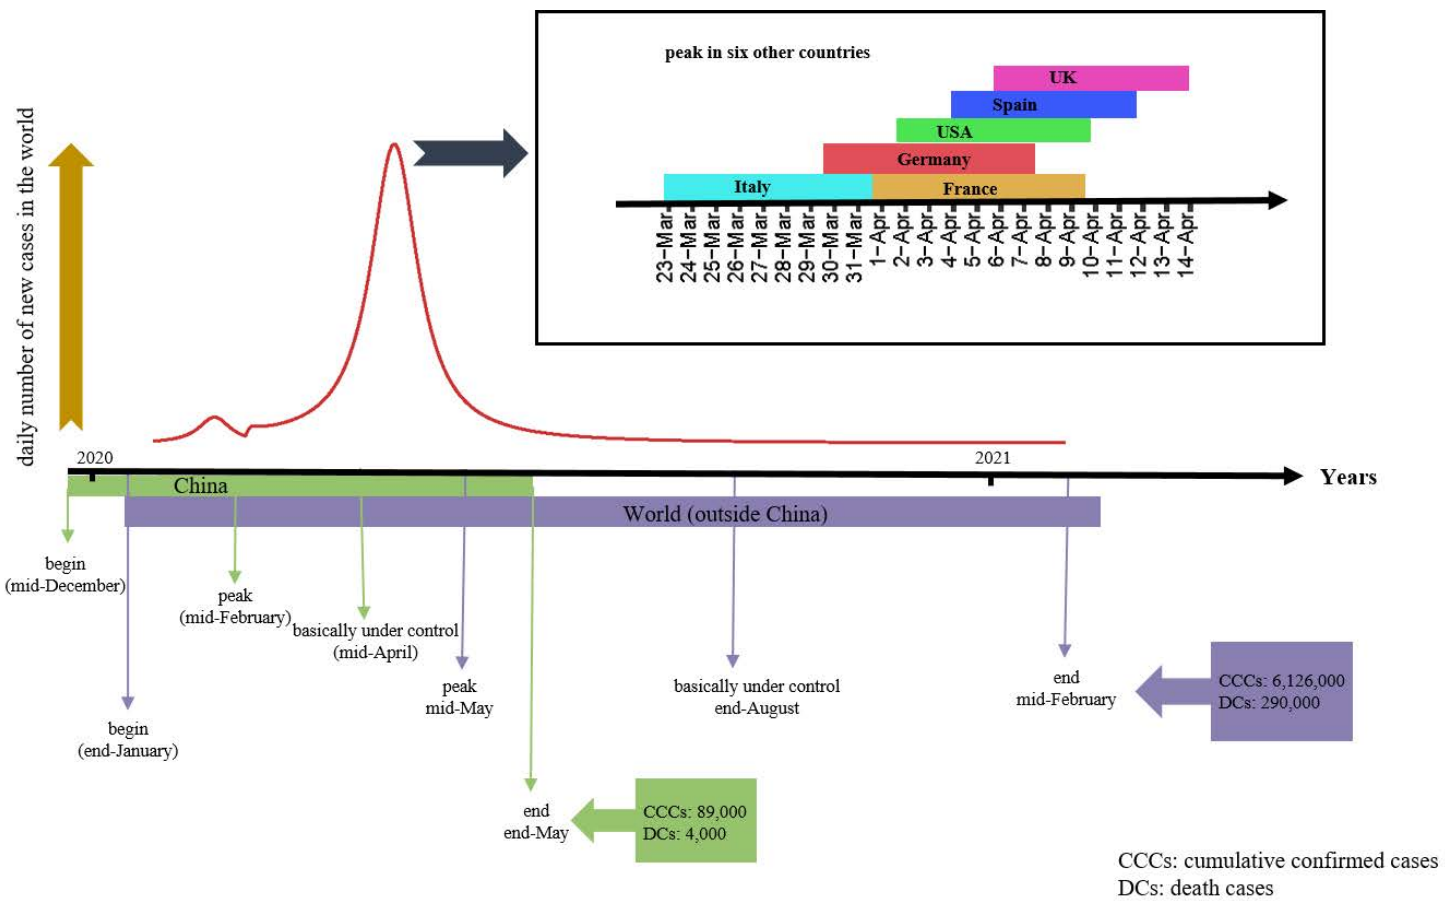 daily number of new cases in the world
peak in six other countries
UK
Spain
USA
Germany
Italy
France
23-Mar
24-Mar
25-Mar
26-Mar
27-Mar
28-Mar
29-Mar
30-Mar
31-Mar
1-Apr
2-Apr
3-Apr
4-Apr
5-Apr
6-Apr
7-Apr
8-Apr
9-Apr
10-Apr
11-Apr
12-Apr
13-Apr
14-Apr
2020
2021
Years
China
World (outside China)
begin
(mid-December)
peak
(mid-February)
basically under control
(mid-April)
begin
(end-January)
peak
mid-May
basically under control
end-August
end
mid-February
CCCs: 6,126,000
DCs: 290,000
end
end-May
CCCs: 89,000
DCs: 4,000
CCCs: cumulative confirmed cases
DCs: death cases